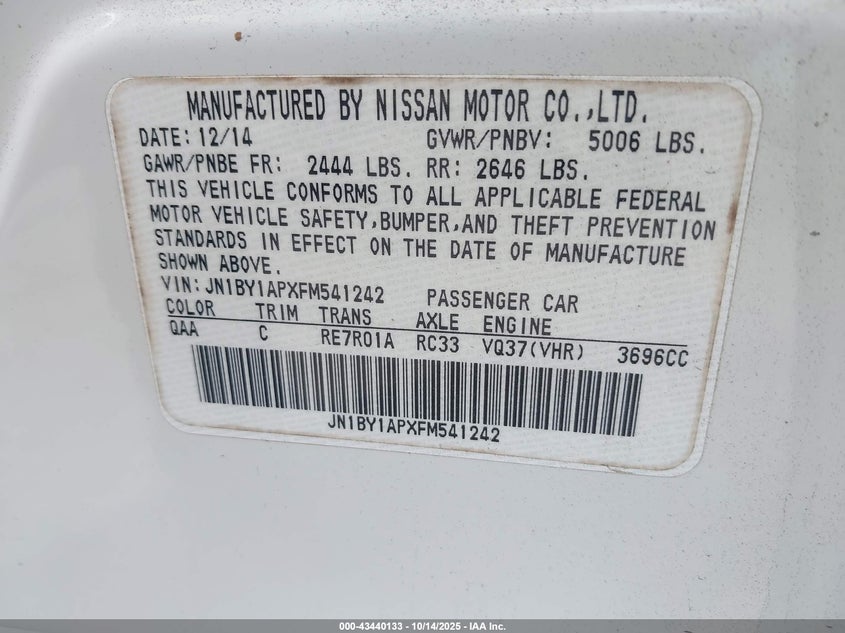 MANUFACTURED BY NISSAN MOTOR CO.,LTD.
DATE: 12/14 GVWR/PNBV: 5006 LBS.
GAWR/PNBE FR: 2444 LBS. RR: 2646 LBS.
THIS VEHICLE CONFORMS TO ALL APPLICABLE FEDERAL
MOTOR VEHICLE SAFETY,BUMPER,AND THEFT PREVENTION
STANDARDS IN EFFECT ON THE DATE OF MANUFACTURE
SHOWN ABOVE.
VIN: JN1BY1APXFM541242 PASSENGER CAR
COLOR TRIM TRANS AXLE ENGINE
QAA C RE7R01A RC33 VQ37(VHR) 3696CC
JN1BY1APXFM541242
000-43440133 - 10/14/2025 - IAA Inc.